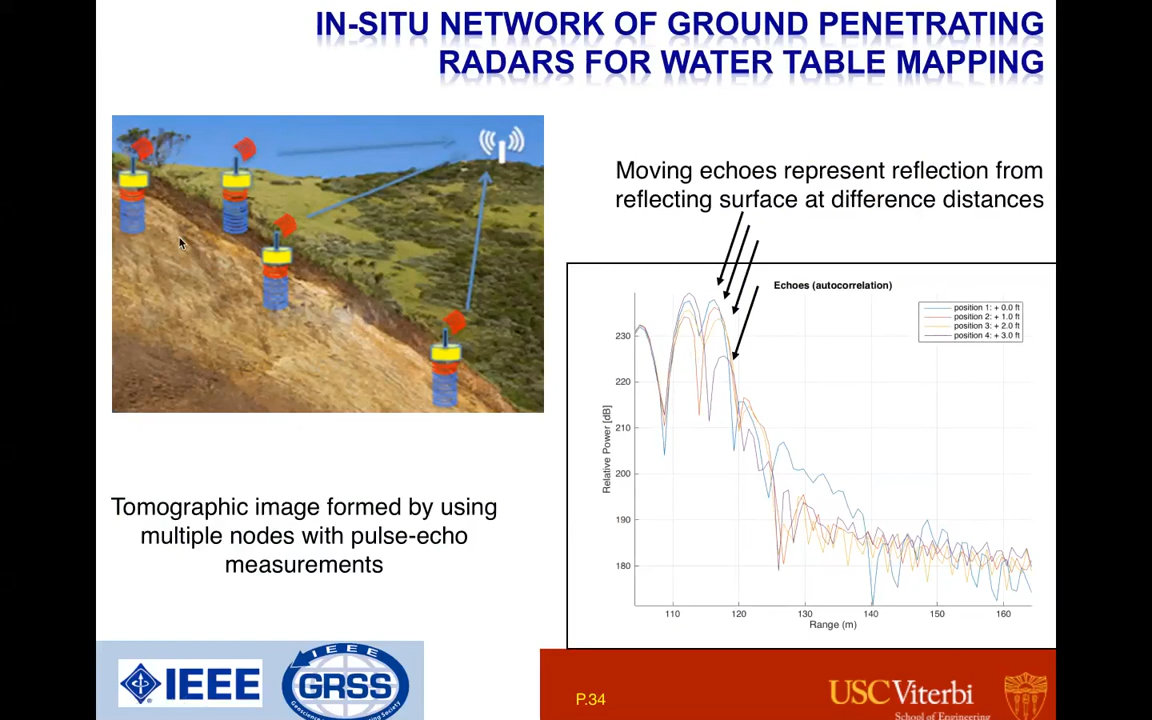 IN-SITU NETWORK OF GROUND PENETRATING
RADARS FOR WATER TABLE MAPPING
Moving echoes represent reflection from
reflecting surface at difference distances
Echoes (autocorrelation)
position 1: + 0.0 ft
position 2: + 1.0 ft
position 3: + 2.0 ft
position 4: + 3.0 ft
Relative Power [dB]
230
220
210
200
190
180
110 120 130 140 150 160
Range (m)
Tomographic image formed by using
multiple nodes with pulse-echo
measurements
IEEE
IEEE
GRSS
P.34
USC Viterbi
School of Engineering